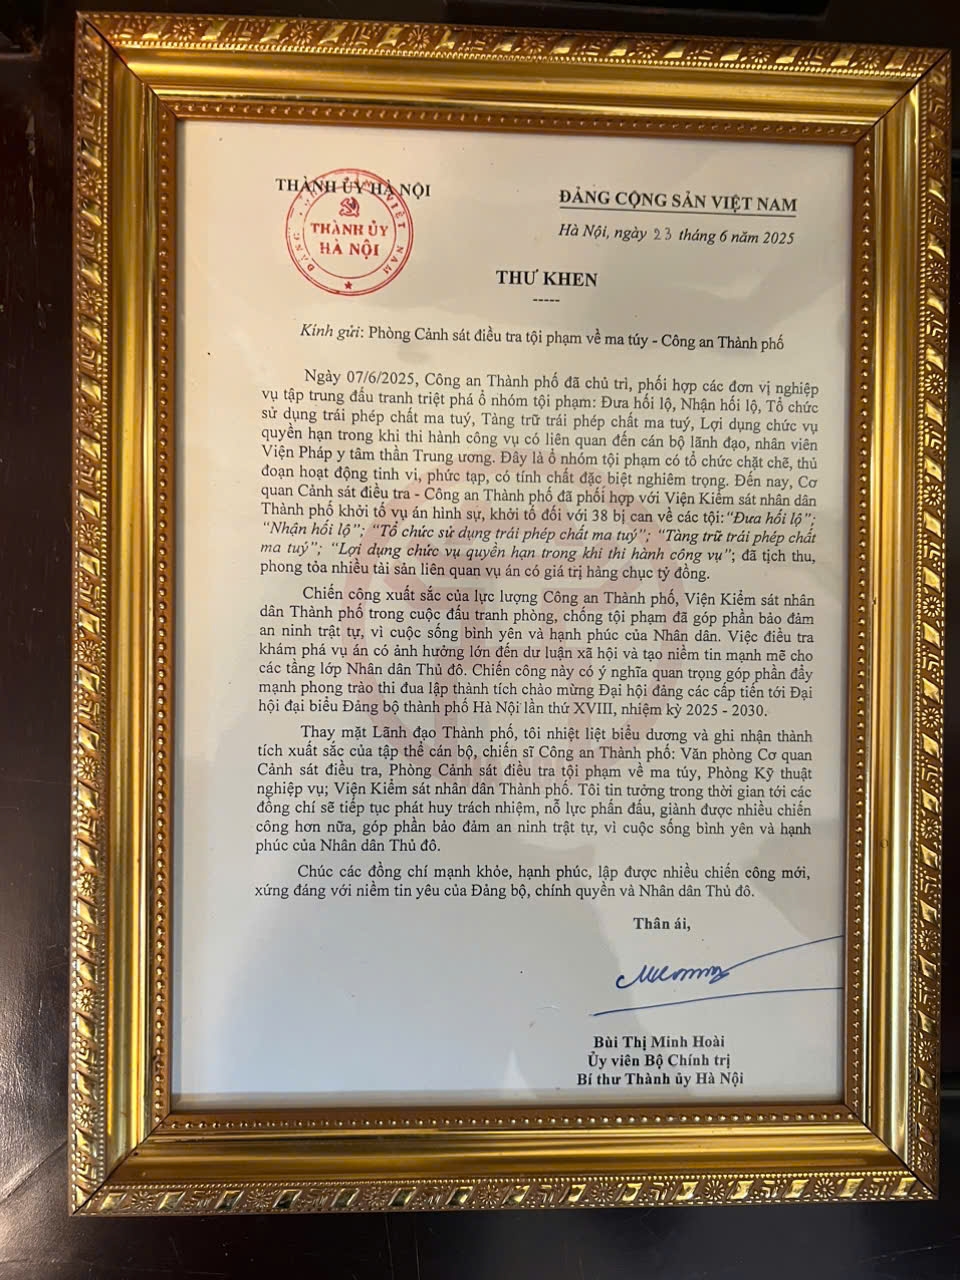 THÀNH ỦY HÀ NỘI
ĐẢNG CỘNG SẢN VIỆT NAM
ĐẢNG CỘNG SẢN VIỆT NAM
THÀNH ỦY
HÀ NỘI
Hà Nội, ngày 23 tháng 6 năm 2025
THƯ KHEN
-----
Kính gửi: Phòng Cảnh sát điều tra tội phạm về ma túy - Công an Thành phố
Ngày 07/6/2025, Công an Thành phố đã chủ trì, phối hợp các đơn vị nghiệp
vụ tập trung đấu tranh triệt phá ổ nhóm tội phạm: Đưa hối lộ, Nhận hối lộ, Tổ chức
sử dụng trái phép chất ma tuý, Tàng trữ trái phép chất ma tuý, Lợi dụng chức vụ
quyền hạn trong khi thi hành công vụ có liên quan đến cán bộ lãnh đạo, nhân viên
Viện Pháp y tâm thần Trung ương. Đây là ổ nhóm tội phạm có tổ chức chặt chẽ, thủ
đoạn hoạt động tinh vi, phức tạp, có tính chất đặc biệt nghiêm trọng. Đến nay, Cơ
quan Cảnh sát điều tra - Công an Thành phố đã phối hợp với Viện Kiểm sát nhân dân
Thành phố khởi tố vụ án hình sự, khởi tố đối với 38 bị can về các tội: “Đưa hối lộ”;
“Nhận hối lộ”; “Tổ chức sử dụng trái phép chất ma tuý”; “Tàng trữ trái phép chất
ma tuý”; “Lợi dụng chức vụ quyền hạn trong khi thi hành công vụ”; đã tịch thu,
phong tỏa nhiều tài sản liên quan vụ án có giá trị hàng chục tỷ đồng.
Chiến công xuất sắc của lực lượng Công an Thành phố, Viện Kiểm sát nhân
dân Thành phố trong cuộc đấu tranh phòng, chống tội phạm đã góp phần bảo đảm
an ninh trật tự, vì cuộc sống bình yên và hạnh phúc của Nhân dân. Việc điều tra
khám phá vụ án có ảnh hưởng lớn đến dư luận xã hội và tạo niềm tin mạnh mẽ cho
các tầng lớp Nhân dân Thủ đô. Chiến công này có ý nghĩa quan trọng góp phần đẩy
mạnh phong trào thi đua lập thành tích chào mừng Đại hội đảng các cấp tiến tới Đại
hội đại biểu Đảng bộ thành phố Hà Nội lần thứ XVIII, nhiệm kỳ 2025 - 2030.
Thay mặt Lãnh đạo Thành phố, tôi nhiệt liệt biểu dương và ghi nhận thành
tích xuất sắc của tập thể cán bộ, chiến sĩ Công an Thành phố: Văn phòng Cơ quan
Cảnh sát điều tra, Phòng Cảnh sát điều tra tội phạm về ma túy, Phòng Kỹ thuật
nghiệp vụ; Viện Kiểm sát nhân dân Thành phố. Tôi tin tưởng trong thời gian tới các
đồng chí sẽ tiếp tục phát huy trách nhiệm, nỗ lực phấn đấu, giành được nhiều chiến
công hơn nữa, góp phần bảo đảm an ninh trật tự, vì cuộc sống bình yên và hạnh
phúc của Nhân dân Thủ đô.
Chúc các đồng chí mạnh khỏe, hạnh phúc, lập được nhiều chiến công mới,
xứng đáng với niềm tin yêu của Đảng bộ, chính quyền và Nhân dân Thủ đô.
Thân ái,
Bùi Thị Minh Hoài
Ủy viên Bộ Chính trị
Bí thư Thành ủy Hà Nội